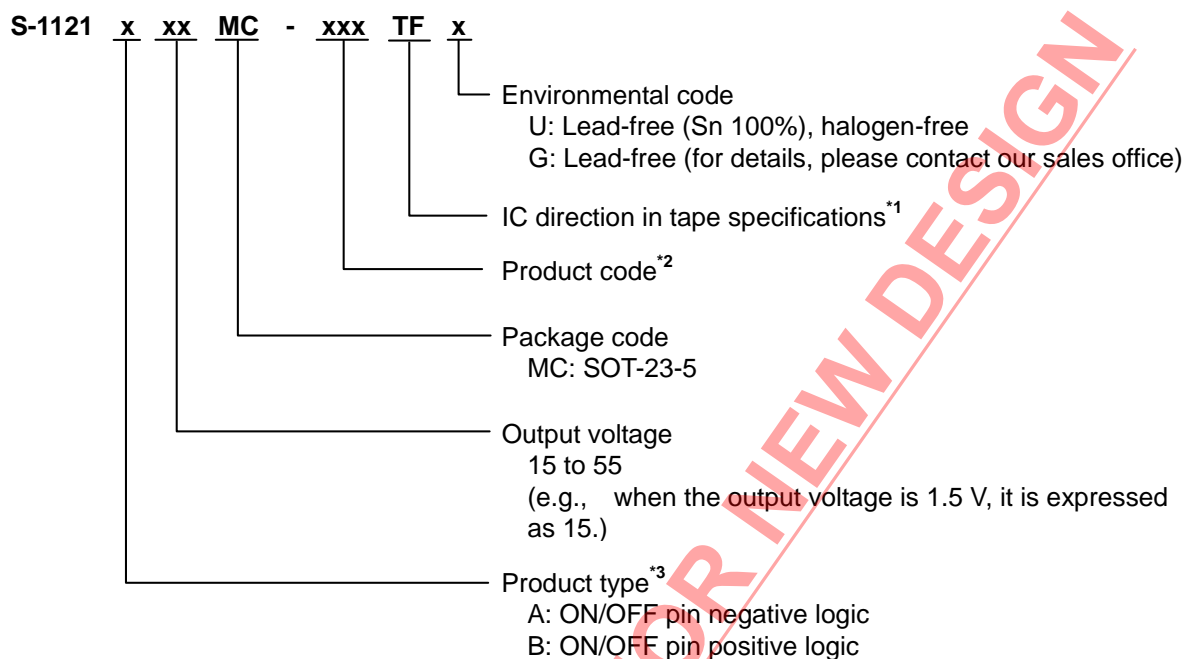 S-1121 x xx MC - xxx TF x
Environmental code
U: Lead-free (Sn 100%), halogen-free
G: Lead-free (for details, please contact our sales office)
IC direction in tape specifications*1
Product code*2
Package code
MC: SOT-23-5
Output voltage
15 to 55
(e.g., when the output voltage is 1.5 V, it is expressed
as 15.)
Product type*3
A: ON/OFF pin negative logic
B: ON/OFF pin positive logic
OR NEW DESIGN